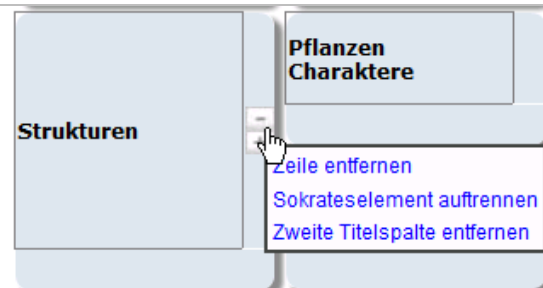 Pflanzen
Charaktere
Strukturen
-
+
Zeile entfernen
Sokrateselement auftrennen
Zweite Titelspalte entfernen